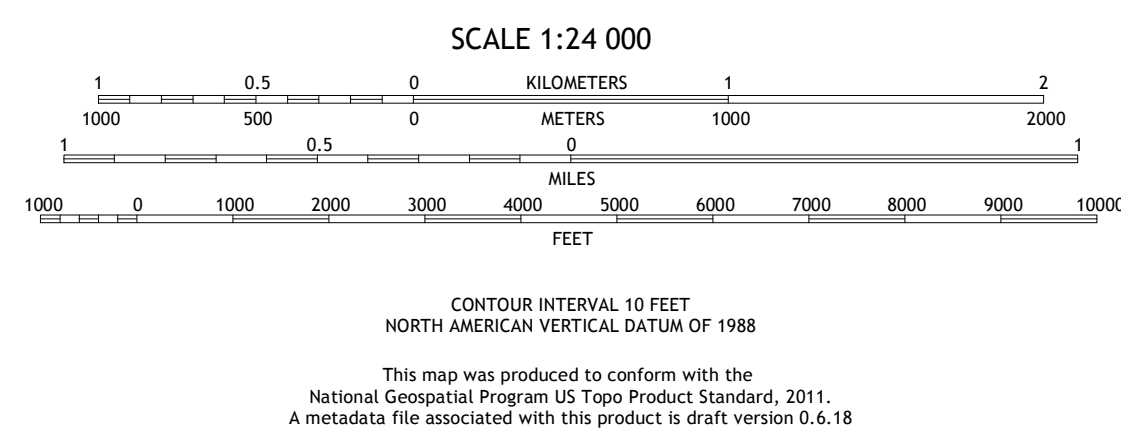 SCALE 1:24 000
1 0.5 0 KILOMETERS 1 2
1000 500 0 METERS 1000 2000
1 0.5 0 1
MILES
1000 0 1000 2000 3000 4000 5000 6000 7000 8000 9000 10000
FEET
CONTOUR INTERVAL 10 FEET
NORTH AMERICAN VERTICAL DATUM OF 1988
This map was produced to conform with the
National Geospatial Program US Topo Product Standard, 2011.
A metadata file associated with this product is draft version 0.6.18